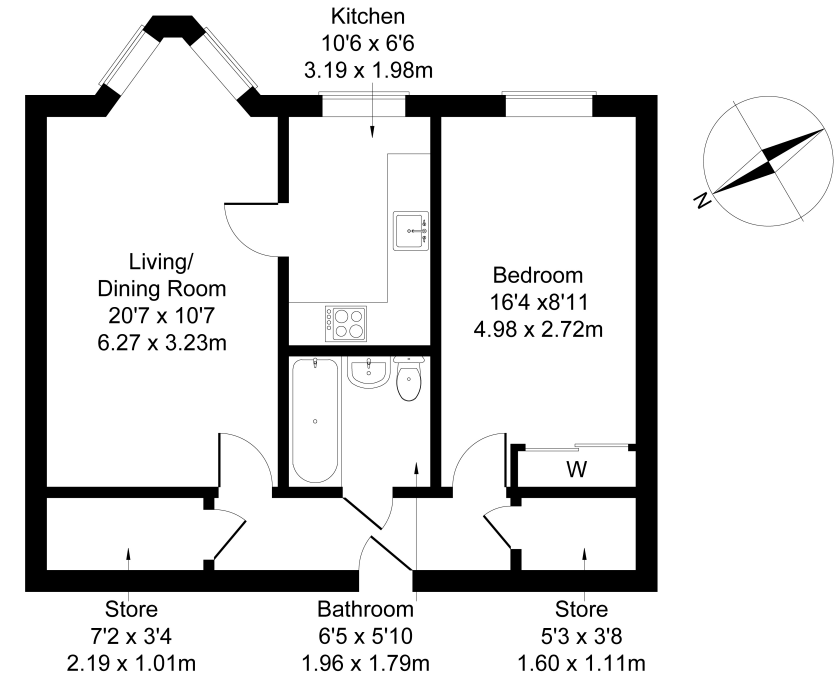 Kitchen
10'6 x 6'6
3.19 x 1.98m
N
Living/
Dining Room
20'7 x 10'7
6.27 x 3.23m
Bedroom
16'4 x8'11
4.98 x 2.72m
W
Store
7'2 x 3'4
2.19 x 1.01m
Bathroom
6'5 x 5'10
1.96 x 1.79m
Store
5'3 x 3'8
1.60 x 1.11m